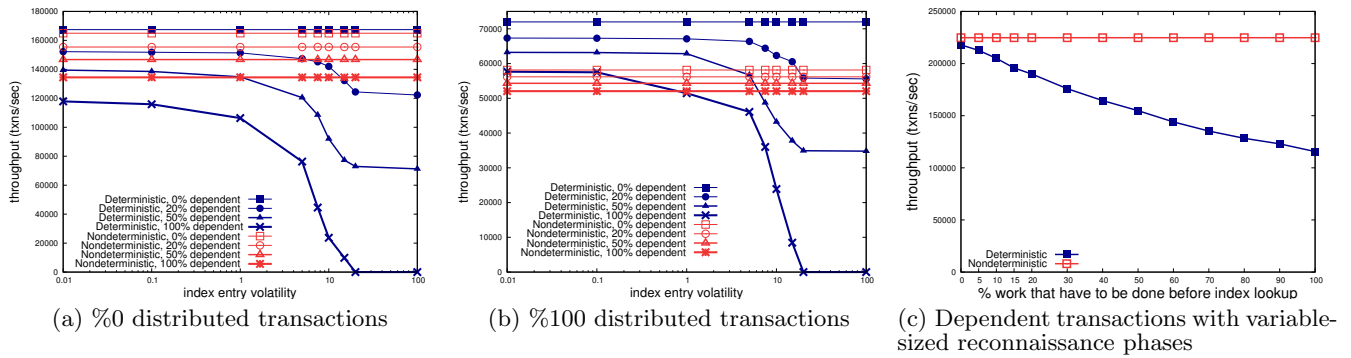 180000
160000
140000
120000
100000
80000
60000
40000
20000
0
throughput (txns/sec)
Deterministic, 0% dependent
Deterministic, 20% dependent
Deterministic, 50% dependent
Deterministic, 100% dependent
Nondeterministic, 0% dependent
Nondeterministic, 20% dependent
Nondeterministic, 50% dependent
Nondeterministic, 100% dependent
0.01 0.1 1 10 100
index entry volatility
(a) %0 distributed transactions
70000
60000
50000
40000
30000
20000
10000
0
throughput (txns/sec)
Deterministic, 0% dependent
Deterministic, 20% dependent
Deterministic, 50% dependent
Deterministic, 100% dependent
Nondeterministic, 0% dependent
Nondeterministic, 20% dependent
Nondeterministic, 50% dependent
Nondeterministic, 100% dependent
0.01 0.1 1 10 100
index entry volatility
(b) %100 distributed transactions
250000
200000
150000
100000
50000
0
throughput (txns/sec)
Deterministic
Nondeterministic
0 5 10 15 20 30 40 50 60 70 80 90 100
% work that have to be done before index lookup
(c) Dependent transactions with variable-
sized reconnaissance phases